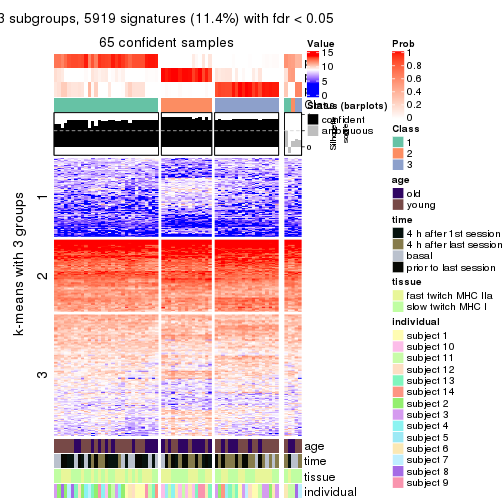 3 subgroups, 5919 signatures (11.4%) with fdr < 0.05
65 confident samples
k-means with 3 groups
1
2
3
p
age
time
tissue
individual
Value
15
10
5
0
Status (barplots)
confident
ambiguous
Silhouette
score
0
Prob
0.8
0.6
0.4
0.2
0
Class
1
2
3
age
old
young
time
4 h after 1st session
4 h after last session
basal
prior to last session
tissue
fast twitch MHC IIa
slow twitch MHC I
individual
subject 1
subject 10
subject 11
subject 12
subject 13
subject 14
subject 2
subject 3
subject 4
subject 5
subject 6
subject 7
subject 8
subject 9